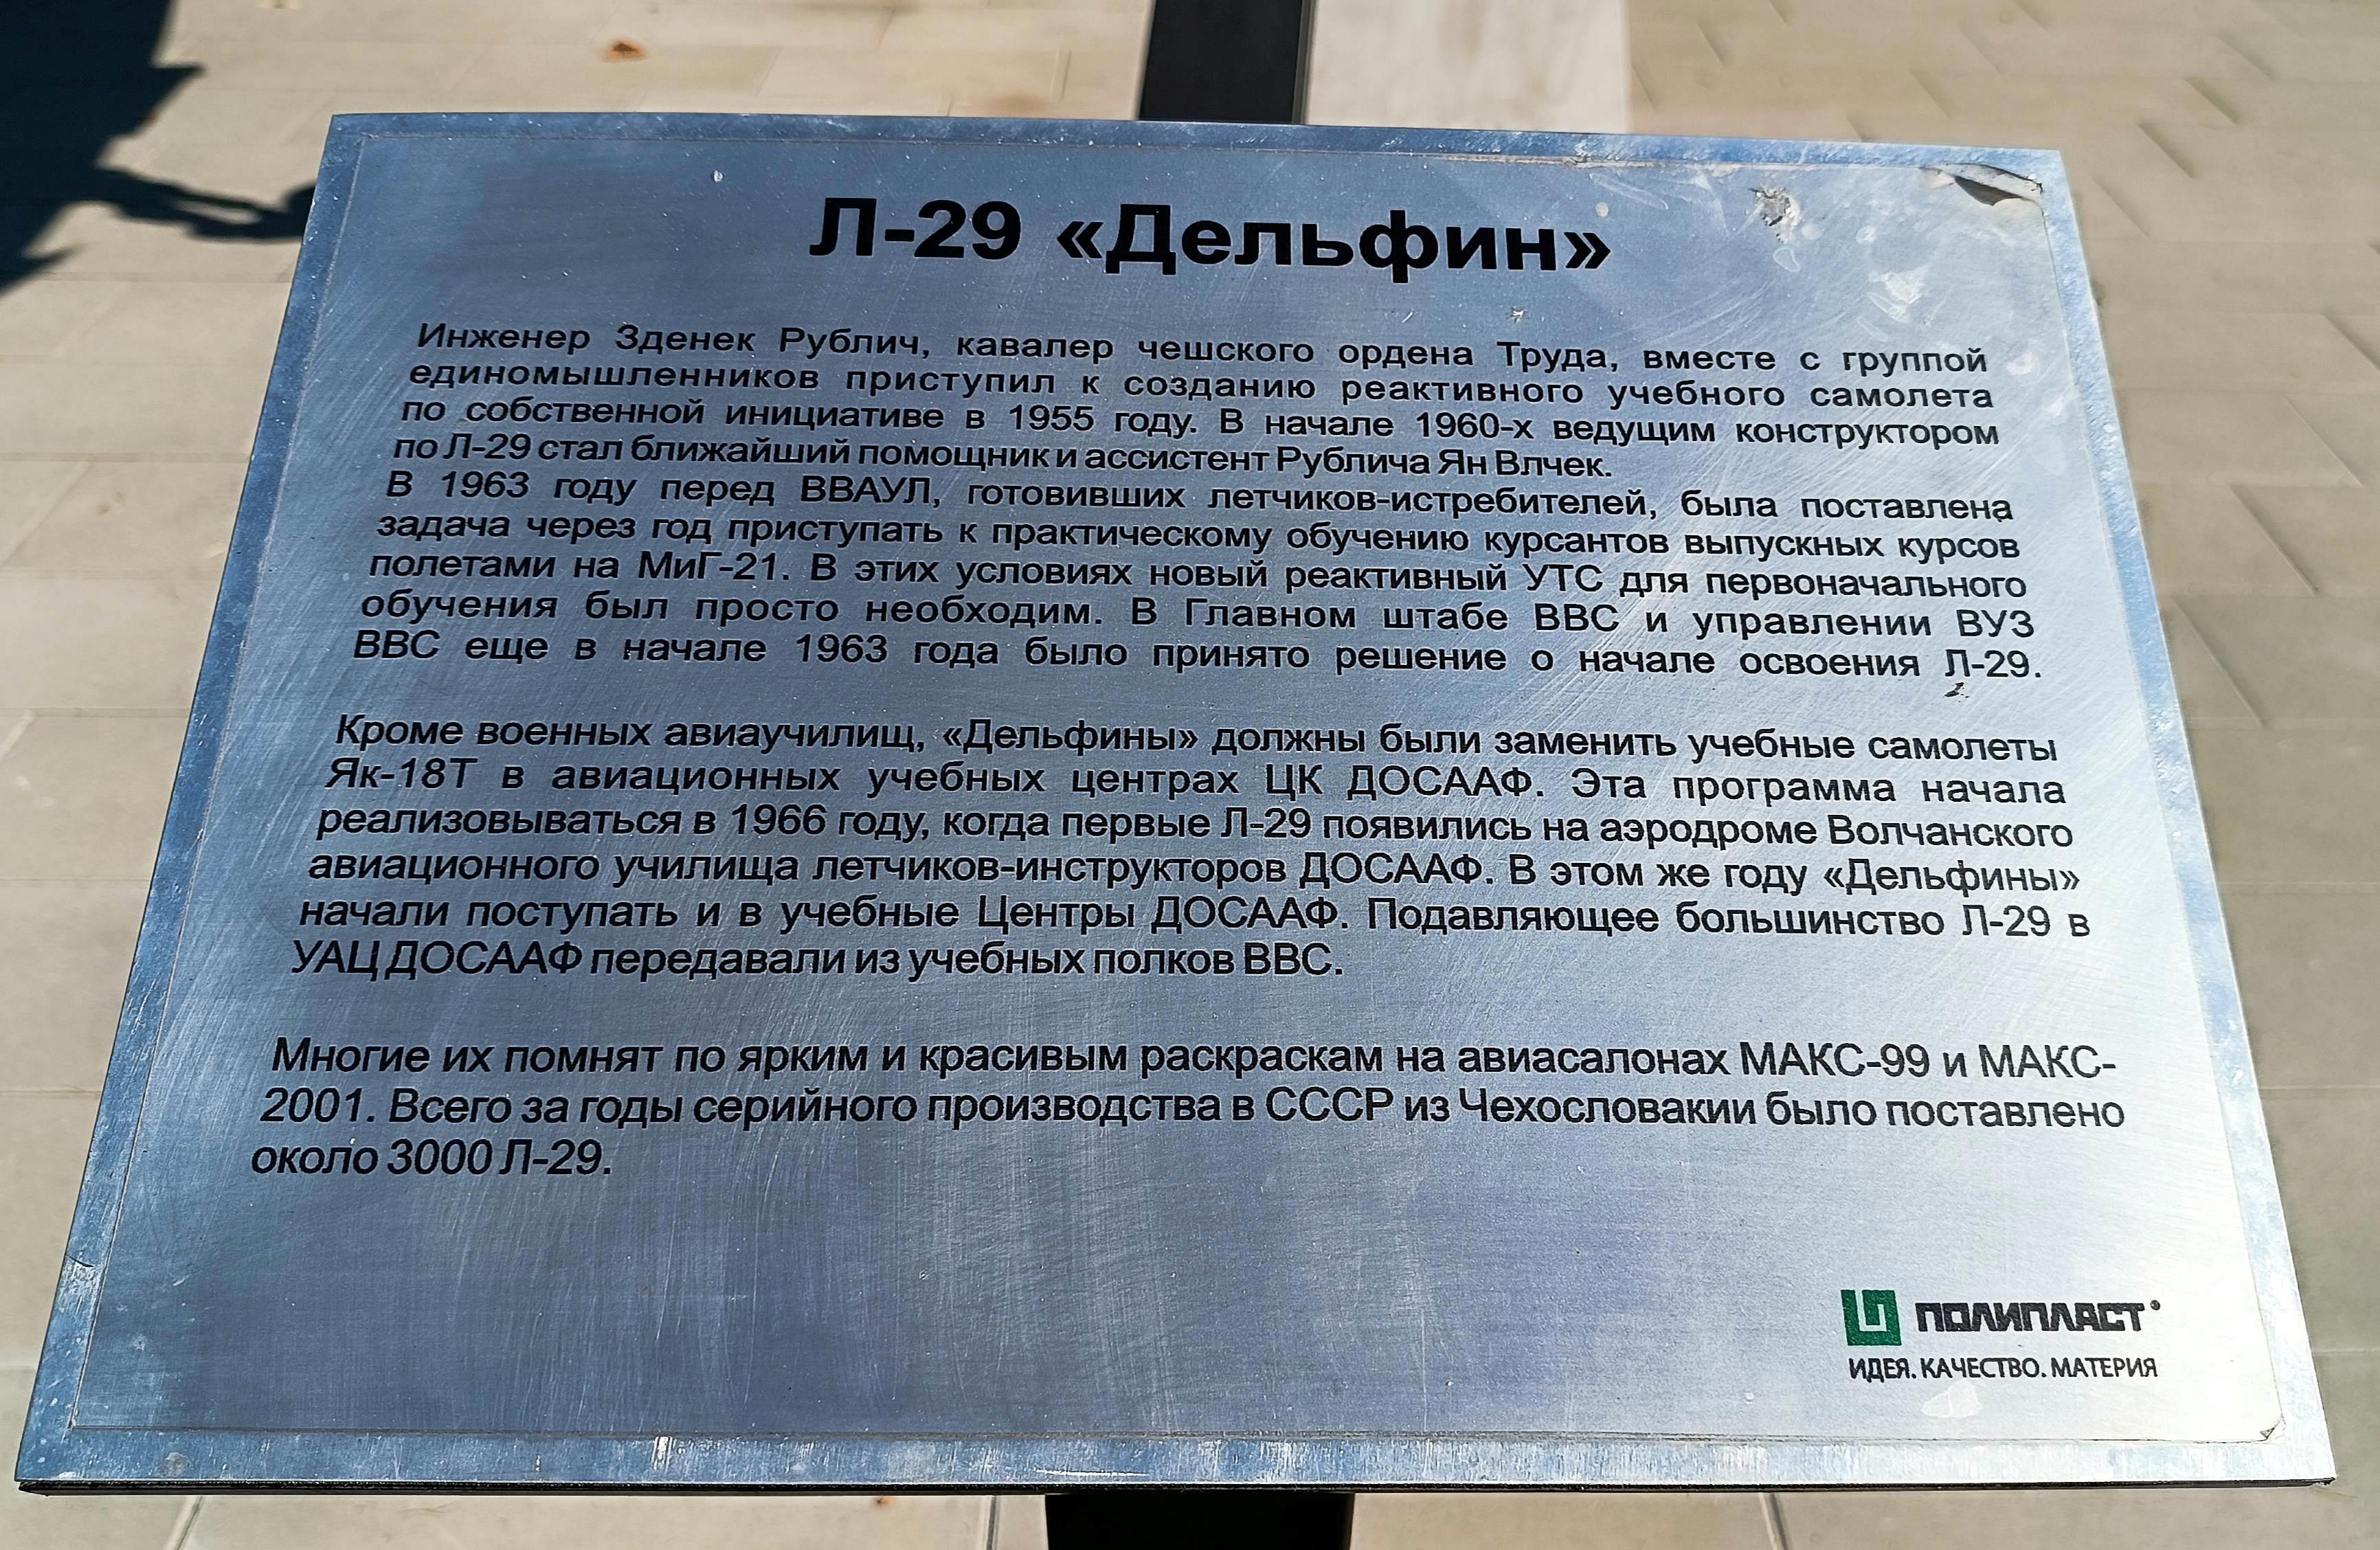 Л-29 «Дельфин»
Инженер Зденек Рублич, кавалер чешского ордена Труда, вместе с группой
единомышленников приступил к созданию реактивного учебного самолета
по собственной инициативе в 1955 году. В начале 1960-х ведущим конструктором
по Л-29 стал ближайший помощник и ассистент Рублича Ян Влчек.
В 1963 году перед ВВАУЛ, готовивших летчиков-истребителей, была поставлена
задача через год приступать к практическому обучению курсантов выпускных курсов
полетами на МиГ-21. В этих условиях новый реактивный УТС для первоначального
обучения был просто необходим. В Главном штабе ВВС и управлении ВУЗ
ВВС еще в начале 1963 года было принято решение о начале освоения Л-29.
Кроме военных авиаучилищ, «Дельфины» должны были заменить учебные самолеты
Як-18Т в авиационных учебных центрах ЦК ДОСААФ. Эта программа начала
реализовываться в 1966 году, когда первые Л-29 появились на аэродроме Волчанского
авиационного училища летчиков-инструкторов ДОСААФ. В этом же году «Дельфины»
начали поступать и в учебные Центры ДОСААФ. Подавляющее большинство Л-29 в
УАЦ ДОСААФ передавали из учебных полков ВВС.
Многие их помнят по ярким и красивым раскраскам на авиасалонах МАКС-99 и МАКС-
2001. Всего за годы серийного производства в СССР из Чехословакии было поставлено
около 3000 Л-29.
ПОЛИПЛАСТ
ИДЕЯ. КАЧЕСТВО. МАТЕРИЯ